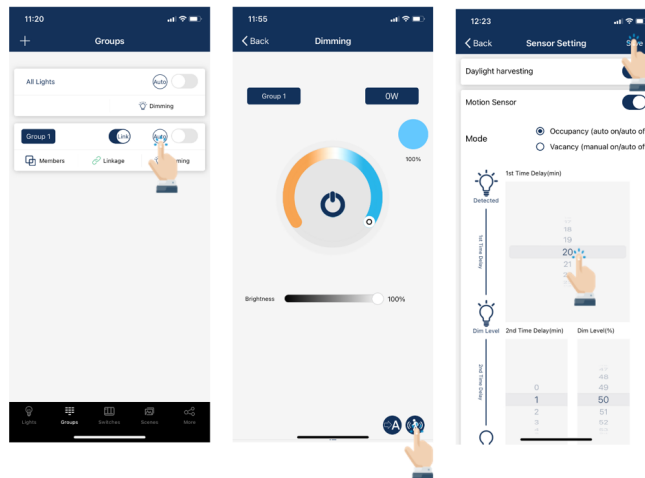 11:20
Groups
All Lights
Auto
Dimming
Group 1
Link
Auto
Members
Linkage
Lights
Groups
Switches
Scenes
More
11:55
Back
Dimming
Group 1
0W
100%
Brightness
100%
A
12:23
Back
Sensor Setting
Daylight harvesting
Motion Sensor
Mode
Occupancy (auto on/auto of
Vacancy (manual on/auto of
1st Time Delay(min)
Detected
18
19
20
21
1st Time Delay
Dim Level
2nd Time Delay(min)
Dim Level(%)
2nd Time Delay
0
1
2
3
48
49
50
51
52